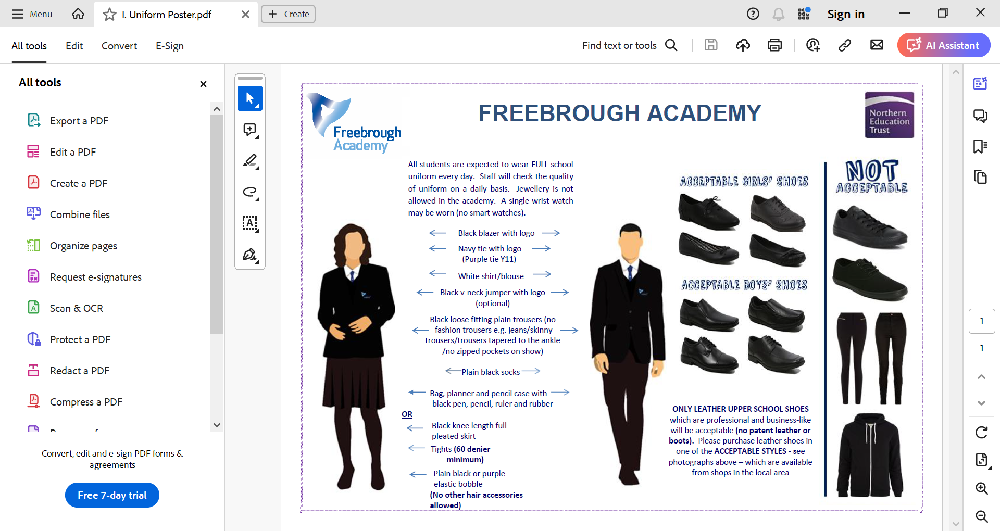 Menu
I. Uniform Poster.pdf
Create
Sign in
All tools
Edit
Convert
E-Sign
Find text or tools
AI Assistant
All tools
Export a PDF
Edit a PDF
Create a PDF
Combine files
Organize pages
Request e-signatures
Scan & OCR
Protect a PDF
Redact a PDF
Compress a PDF
Convert, edit and e-sign PDF forms &
agreements
Free 7-day trial
Freebrough
Academy
FREEBROUGH ACADEMY
Northern
Education
Trust
All students are expected to wear FULL school
uniform every day. Staff will check the quality
of uniform on a daily basis. Jewellery is not
allowed in the academy. A single wrist watch
may be worn (no smart watches).
Black blazer with logo
Navy tie with logo
(Purple tie Y11)
White shirt/blouse
Black v-neck jumper with logo
(optional)
Black loose fitting plain trousers (no
fashion trousers e.g. jeans/skinny
trousers/trousers tapered to the ankle
/no zipped pockets on show)
Plain black socks
Bag, planner and pencil case with
black pen, pencil, ruler and rubber
OR
Black knee length full
pleated skirt
Tights (60 denier
minimum)
Plain black or purple
elastic bobble
(No other hair accessories
allowed)
ACCEPTABLE GIRLS' SHOES
ACCEPTABLE BOYS' SHOES
ONLY LEATHER UPPER SCHOOL SHOES
which are professional and business-like
will be acceptable (no patent leather or
boots). Please purchase leather shoes in
one of the ACCEPTABLE STYLES - see
photographs above – which are available
from shops in the local area
NOT
ACCEPTABLE
1
1